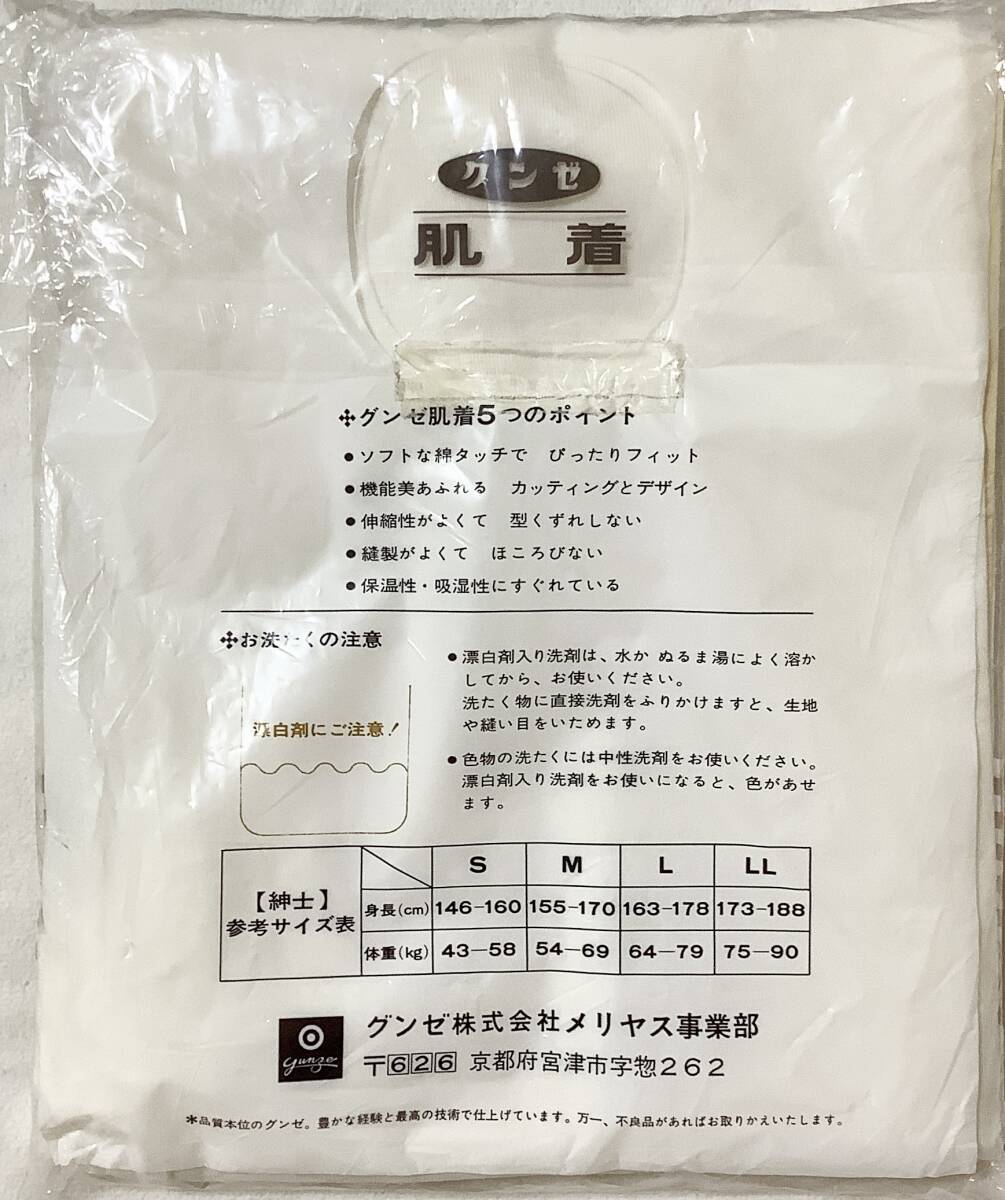 グンゼ
肌着
✣グンゼ肌着5つのポイント
●ソフトな綿タッチで ぴったりフィット
●機能美あふれる カッティングとデザイン
●伸縮性がよくて 型くずれしない
●縫製がよくて ほころびない
●保温性・吸湿性にすぐれている
✣お洗たくの注意
漂白剤にご注意!
●漂白剤入り洗剤は、水か ぬるま湯によく溶か
してから、お使いください。
洗たく物に直接洗剤をふりかけますと、生地
や縫い目をいためます。
●色物の洗たくには中性洗剤をお使いください。
漂白剤入り洗剤をお使いになると、色があせ
ます。
【紳士】
参考サイズ表
S M L LL
身長(cm) 146-160 155-170 163-178 173-188
体重(kg) 43-58 54-69 64-79 75-90
gunze
グンゼ株式会社メリヤス事業部
〒626 京都府宮津市字惣262
*品質本位のグンゼ。豊かな経験と最高の技術で仕上げています。万一、不良品があればお取りかえいたします。